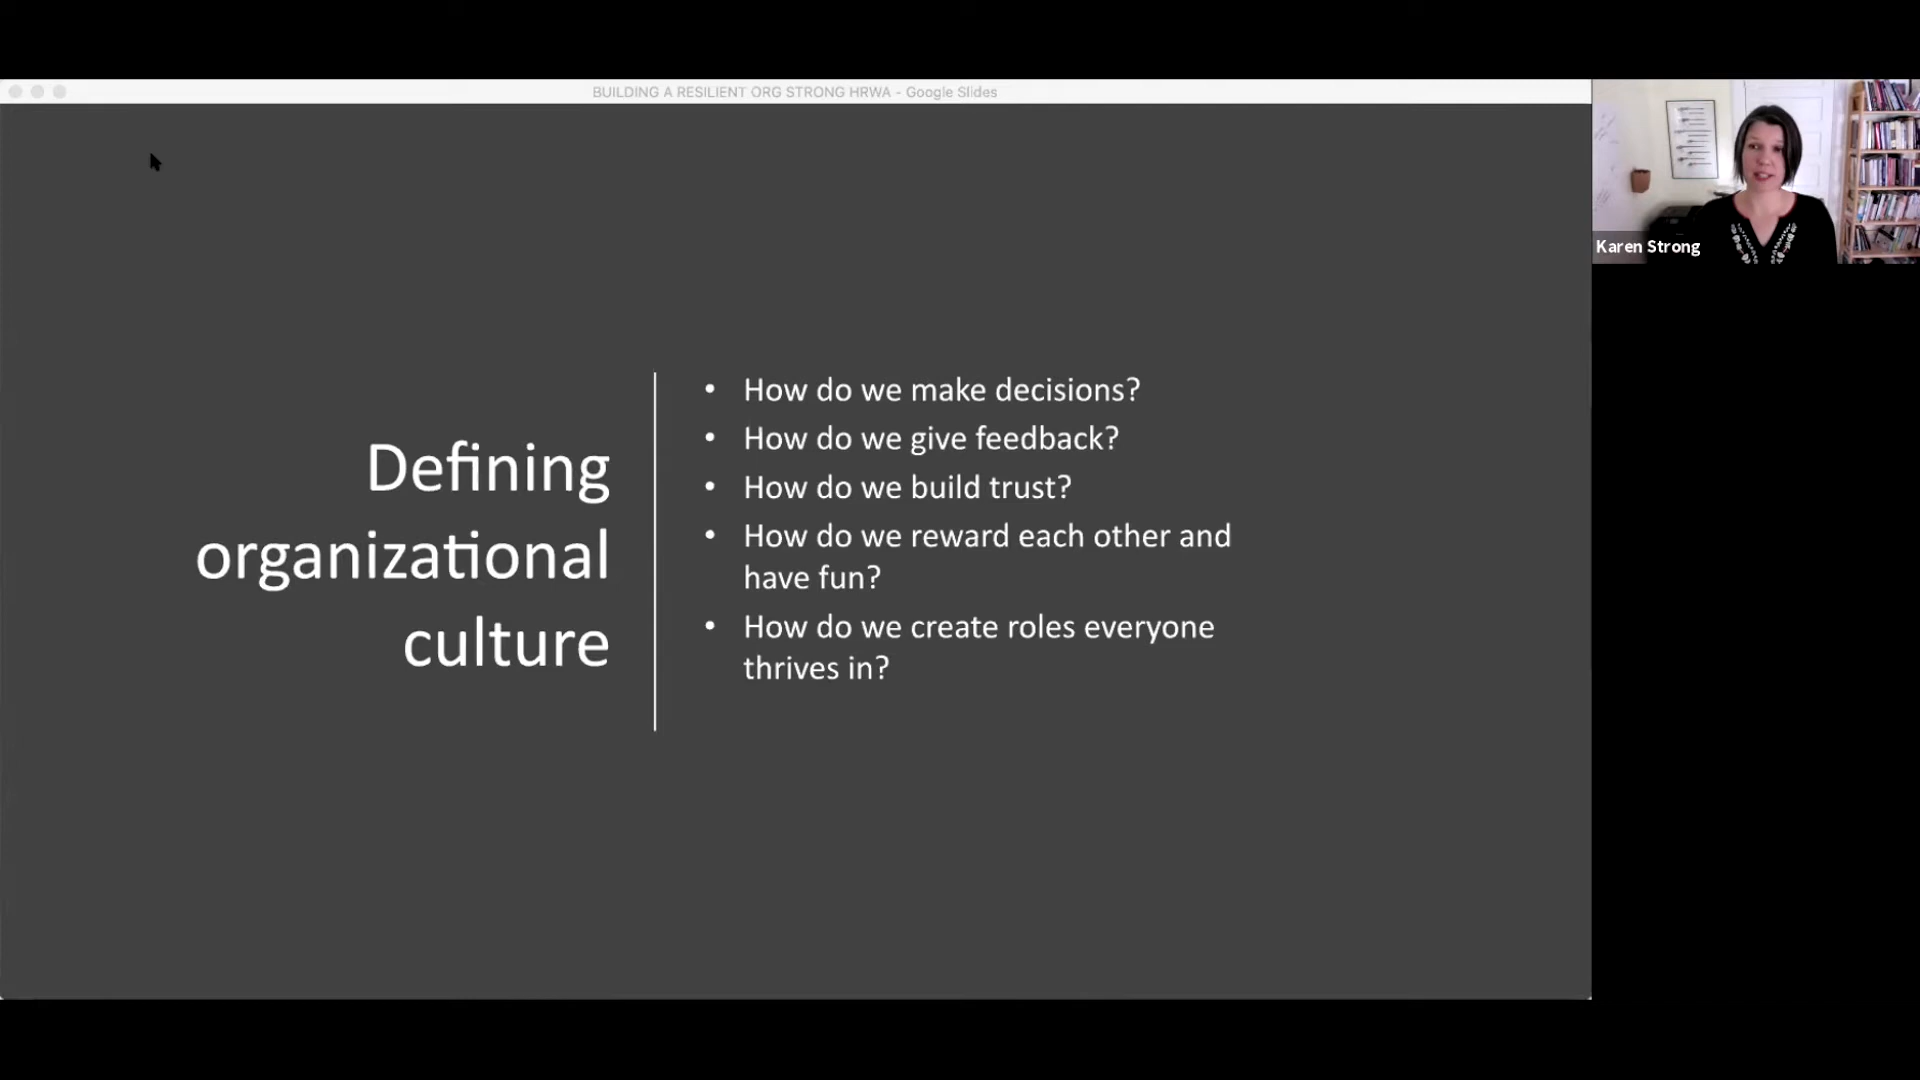 BUILDING A RESILIENT ORG STRONG HRWA - Google Slides
Karen Strong
Defining
organizational
culture
• How do we make decisions?
• How do we give feedback?
• How do we build trust?
• How do we reward each other and
have fun?
• How do we create roles everyone
thrives in?